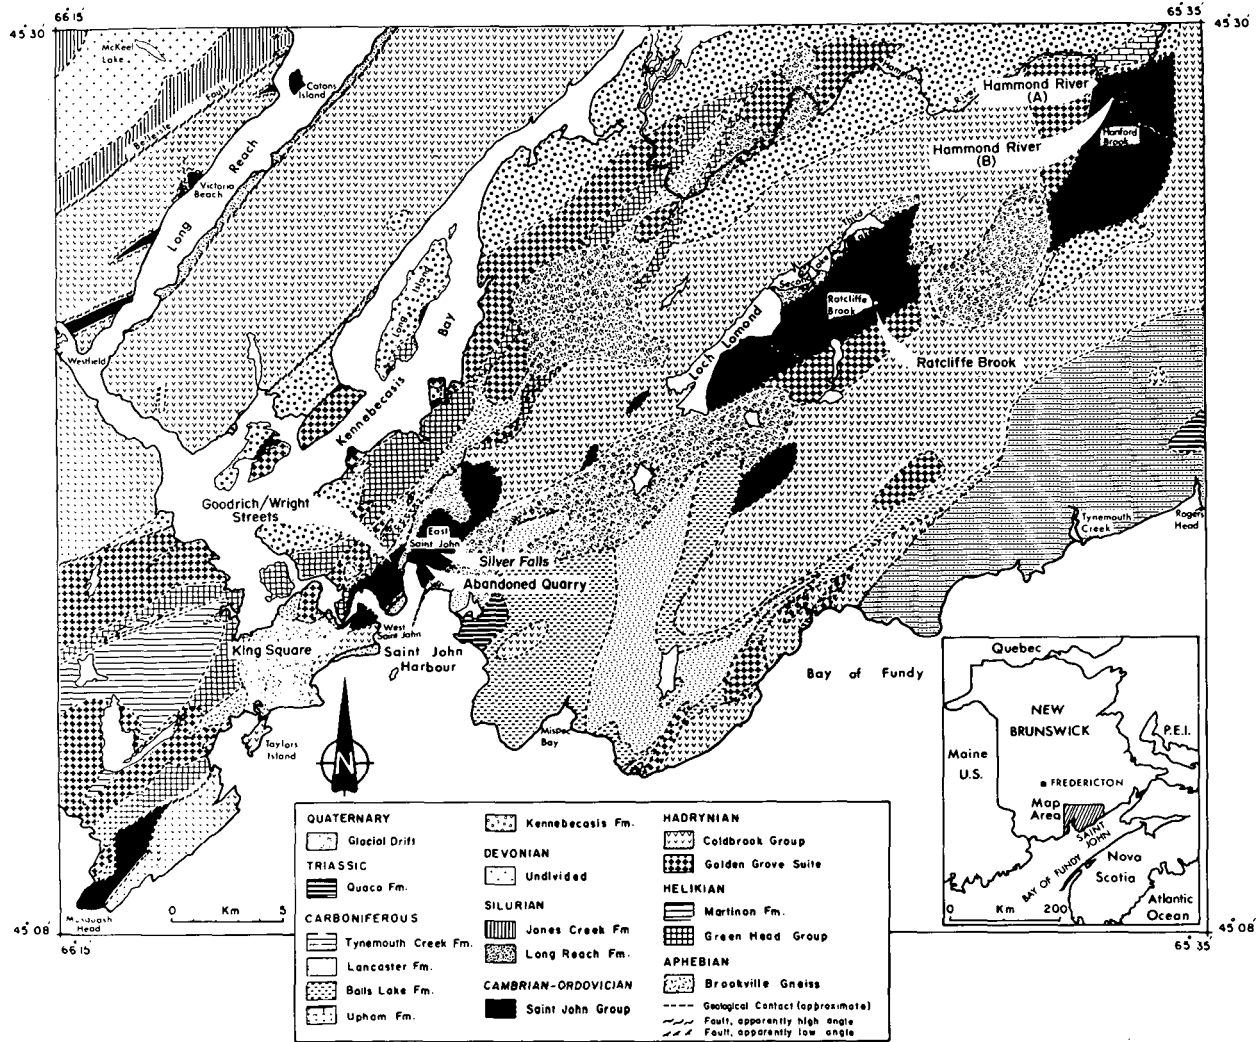 66°15'
65°35'
45°30'
45°30'
McKeel
Lake
Catons
Island
Belleisle Fault
Long Reach
Victoria
Beach
Westfield
Hammond River
(A)
Hammond River
(B)
Hanford
Brook
Third
Loch Lomond
Ratcliffe
Brook
Ratcliffe Brook
Long Island
Kennebecasis Bay
Goodrich/Wright
Streets
East
Saint John
Silver Falls
Abandoned Quarry
West
Saint John
King Square
Saint John
Harbour
Taylors
Island
Mispec
Bay
Tynemouth
Creek
Rogers
Head
Bay of Fundy
Musquash
Head
N
0 Km 5
45°08'
66°15'
45°08'
65°35'
QUATERNARY
Glacial Drift
TRIASSIC
Quaco Fm.
CARBONIFEROUS
Tynemouth Creek Fm.
Lancaster Fm.
Balls Lake Fm.
Upham Fm.
Kennebecasis Fm.
DEVONIAN
Undivided
SILURIAN
Jones Creek Fm
Long Reach Fm.
CAMBRIAN-ORDOVICIAN
Saint John Group
HADRYNIAN
Coldbrook Group
Golden Grove Suite
HELIKIAN
Martinon Fm.
Green Head Group
APHEBIAN
Brookville Gneiss
Geological Contact (approximate)
Fault, apparently high angle
Fault, apparently low angle
Quebec
NEW
BRUNSWICK
P.E.I.
Maine
U.S.
FREDERICTON
Map
Area
SAINT
JOHN
BAY OF FUNDY
Nova
Scotia
Atlantic
Ocean
0 Km 200